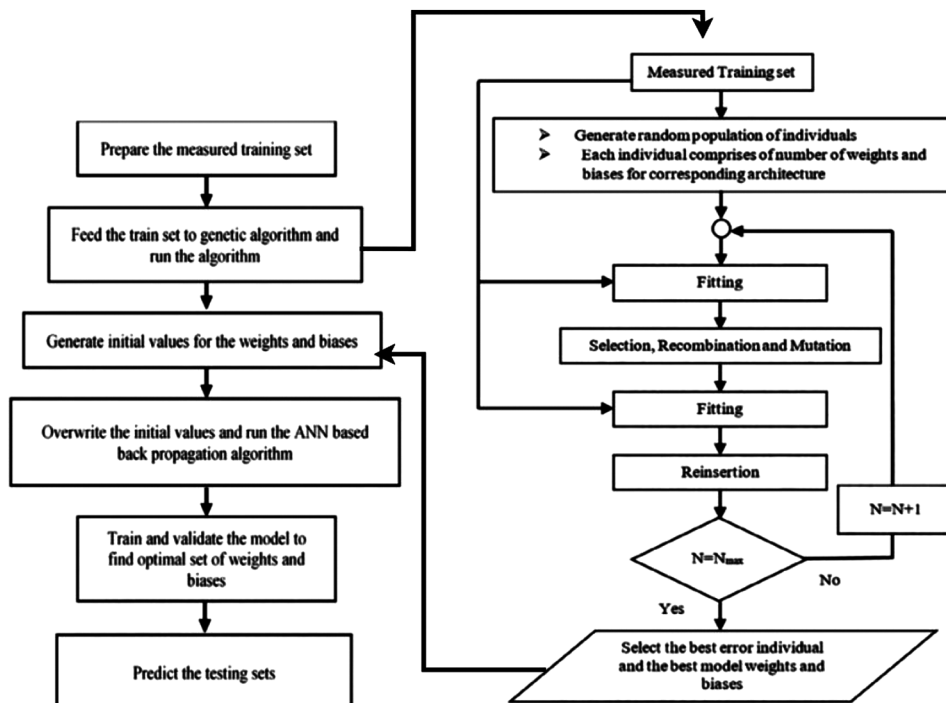 Prepare the measured training set
Feed the train set to genetic algorithm and
run the algorithm
Generate initial values for the weights and biases
Overwrite the initial values and run the ANN based
back propagation algorithm
Train and validate the model to
find optimal set of weights and
biases
Predict the testing sets
Measured Training set
➢ Generate random population of individuals
➢ Each individual comprises of number of weights and
biases for corresponding architecture
Fitting
Selection, Recombination and Mutation
Fitting
Reinsertion
N=N+1
N=Nmax
No
Yes
Select the best error individual
and the best model weights and
biases